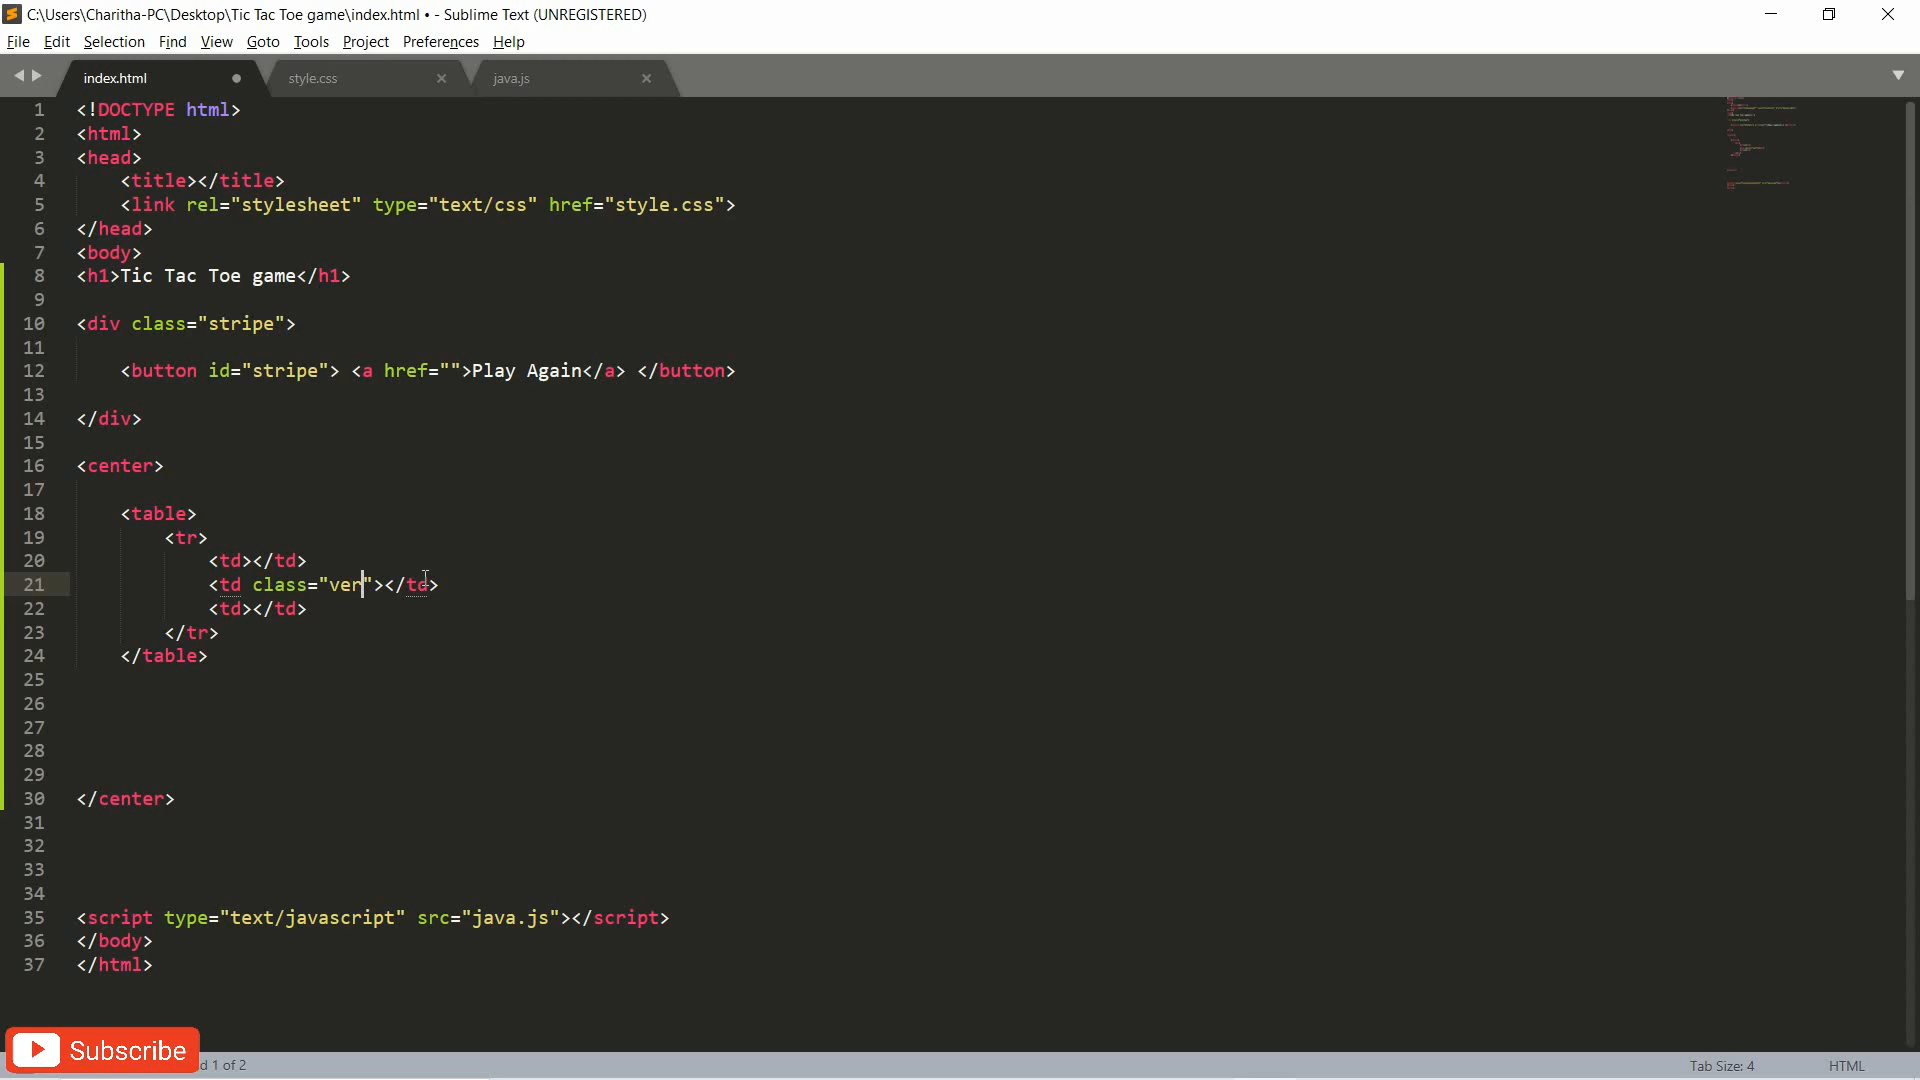 C:\Users\Charitha-PC\Desktop\Tic Tac Toe game\index.html • - Sublime Text (UNREGISTERED)
File Edit Selection Find View Goto Tools Project Preferences Help
index.html style.css java.js
1 <!DOCTYPE html>
2 <html>
3 <head>
4 <title></title>
5 <link rel="stylesheet" type="text/css" href="style.css">
6 </head>
7 <body>
8 <h1>Tic Tac Toe game</h1>
9
10 <div class="stripe">
11
12 <button id="stripe"> <a href="">Play Again</a> </button>
13
14 </div>
15
16 <center>
17
18 <table>
19 <tr>
20 <td></td>
21 <td class="ver"></td>
22 <td></td>
23 </tr>
24 </table>
25
26
27
28
29
30 </center>
31
32
33
34
35 <script type="text/javascript" src="java.js"></script>
36 </body>
37 </html>
Subscribe
d 1 of 2 Tab Size: 4 HTML